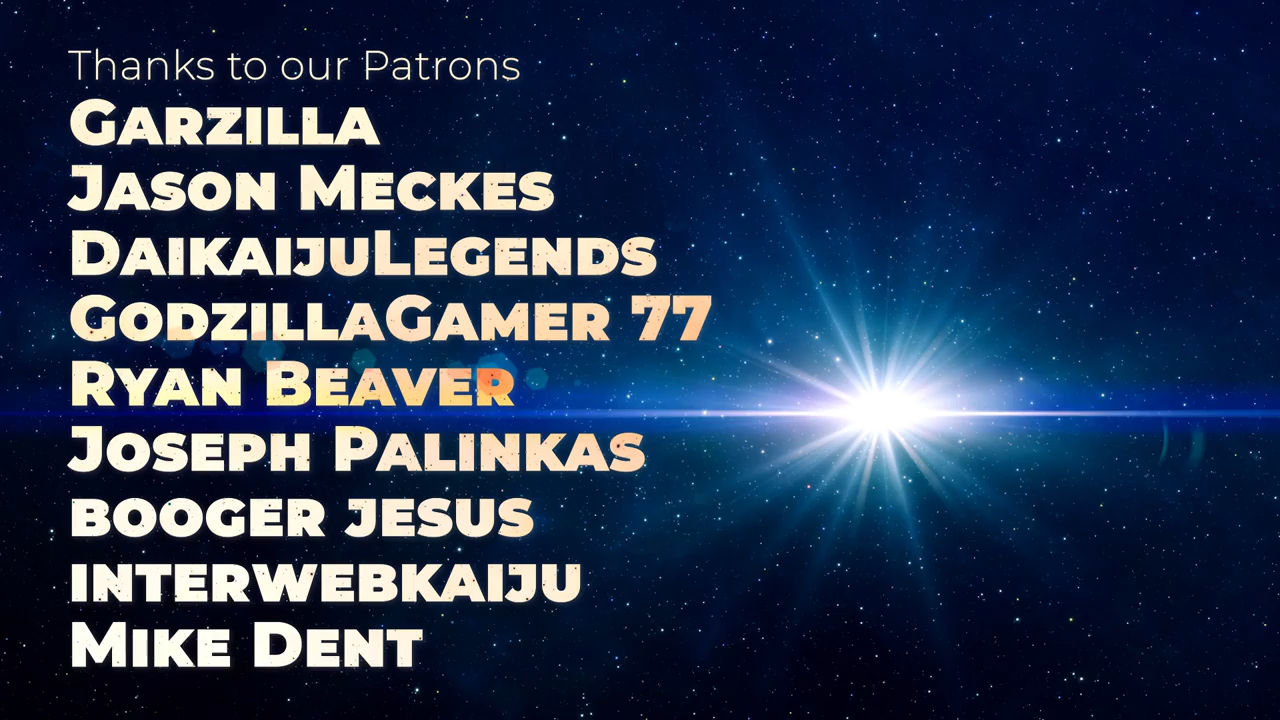 Thanks to our Patrons
Garzilla
Jason Meckes
DaikaijuLegends
GodzillaGamer 77
Ryan Beaver
Joseph Palinkas
booger jesus
interwebkaiju
Mike Dent